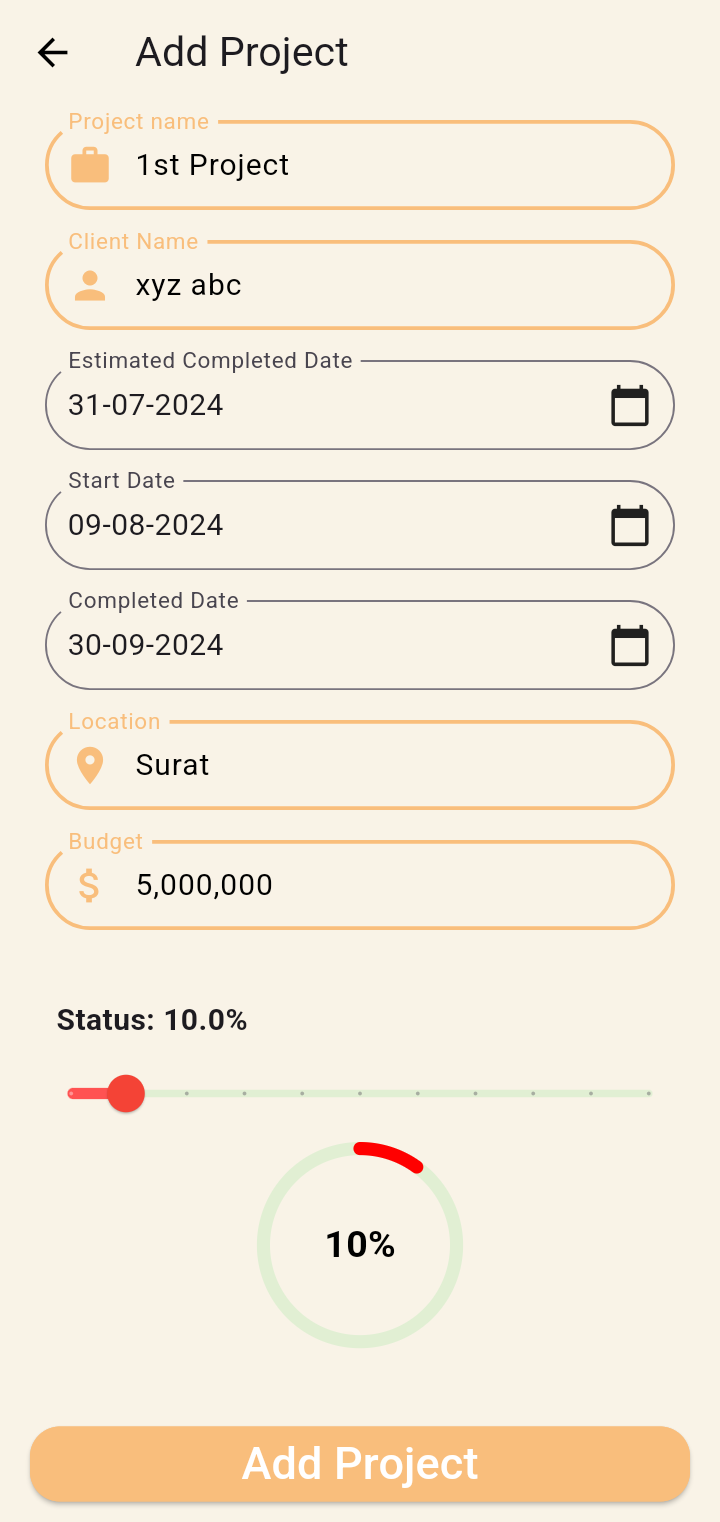 Add Project
Project name
1st Project
Client Name
xyz abc
Estimated Completed Date
31-07-2024
Start Date
09-08-2024
Completed Date
30-09-2024
Location
Surat
Budget
$ 5,000,000
Status: 10.0%
10%
Add Project